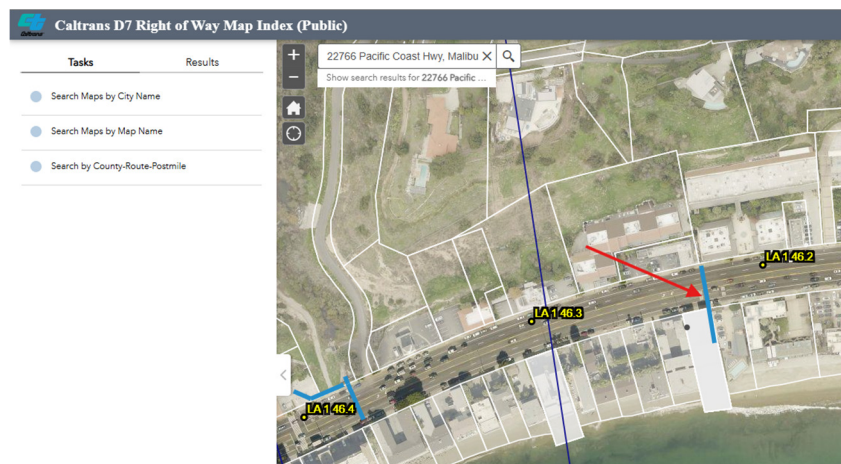 Caltrans
Caltrans D7 Right of Way Map Index (Public)
Tasks
Results
Search Maps by City Name
Search Maps by Map Name
Search by County-Route-Postmile
22766 Pacific Coast Hwy, Malibu
Show search results for 22766 Pacific ...
LA 1 46.2
LA 1 46.3
LA 1 46.4